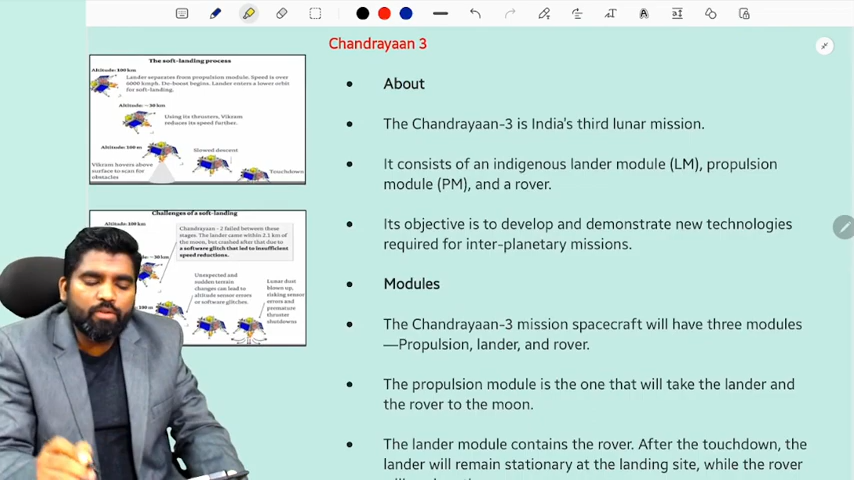 Chandrayaan 3
The soft-landing process
Altitude: 100 km
Lander separates from propulsion module. Speed is over
6000 kmph. De-boost begins. Lander enters a lower orbit
for soft-landing.
Altitude: ~ 30 km
Using its thrusters, Vikram
reduces its speed further.
Altitude: 100 m
Slowed descent
Vikram hovers above
surface to scan for
obstacles
Touchdown
Challenges of a soft-landing
Altitude: 100 km
Chandrayaan - 2 failed between these
stages. The lander came within 2.1 km of
the moon, but crashed after that due to
a software glitch that led to insufficient
speed reductions.
~ 30 km
Unexpected and
sudden terrain
changes can lead to
altitude sensor errors
or software glitches.
Lunar dust
blown up,
risking sensor
errors and
premature
thruster
shutdowns
100 m
• About
• The Chandrayaan-3 is India's third lunar mission.
• It consists of an indigenous lander module (LM), propulsion
module (PM), and a rover.
• Its objective is to develop and demonstrate new technologies
required for inter-planetary missions.
• Modules
• The Chandrayaan-3 mission spacecraft will have three modules
—Propulsion, lander, and rover.
• The propulsion module is the one that will take the lander and
the rover to the moon.
• The lander module contains the rover. After the touchdown, the
lander will remain stationary at the landing site, while the rover